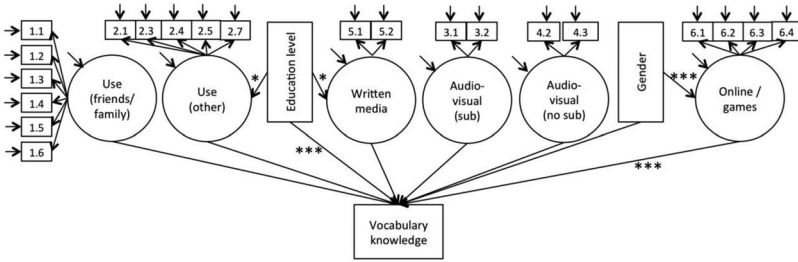 1.1
1.2
1.3
1.4
1.5
1.6
Use
(friends/
family)
2.1 2.3 2.4 2.5 2.7
Use
(other)
*
Education level
*
***
5.1 5.2
Written
media
3.1 3.2
Audio-
visual
(sub)
4.2 4.3
Audio-
visual
(no sub)
Gender
***
6.1 6.2 6.3 6.4
Online /
games
***
Vocabulary
knowledge